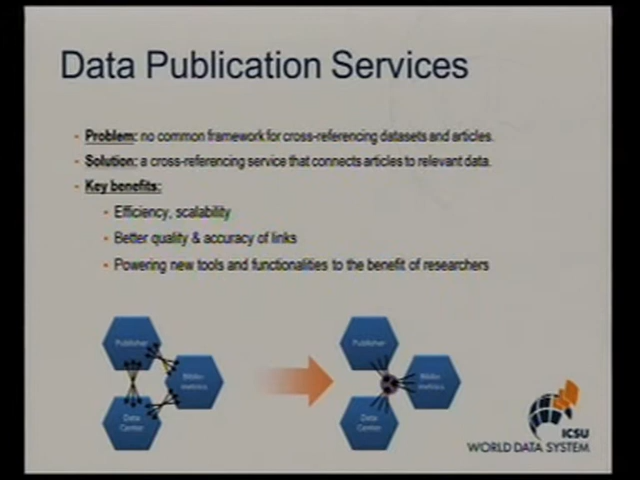 Data Publication Services
- Problem: no common framework for cross-referencing datasets and articles.
- Solution: a cross-referencing service that connects articles to relevant data.
- Key benefits:
- Efficiency, scalability
- Better quality & accuracy of links
- Powering new tools and functionalities to the benefit of researchers
Publisher
Biblio-
metrics
Data
Center
Publisher
Biblio-
metrics
Data
Center
ICSU
WORLD DATA SYSTEM